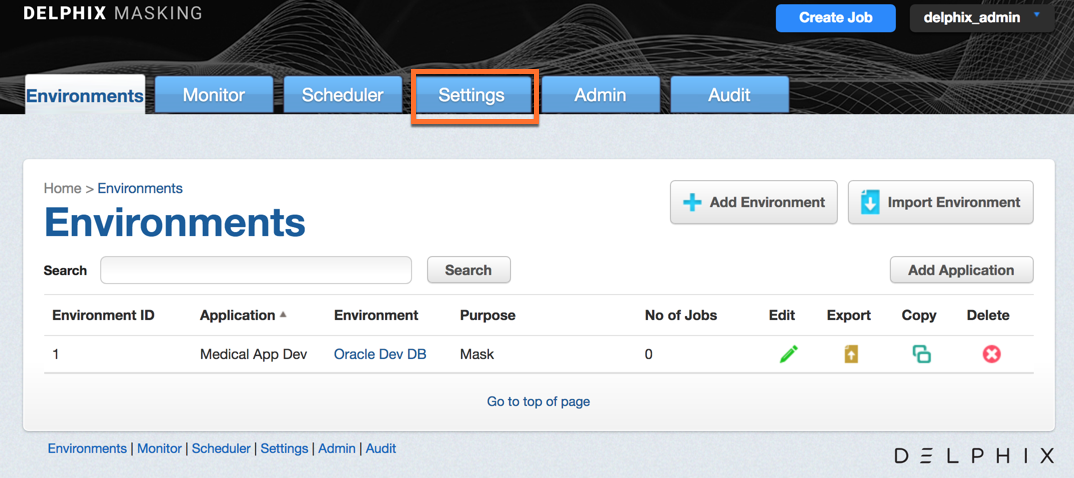 DELPHIX MASKING
Create Job
delphix_admin
Environments Monitor Scheduler Settings Admin Audit
Home > Environments
Environments
Add Environment
Import Environment
Search
Search
Add Application
Environment ID Application Environment Purpose No of Jobs Edit Export Copy Delete
1 Medical App Dev Oracle Dev DB Mask 0
Go to top of page
Environments | Monitor | Scheduler | Settings | Admin | Audit
DELPHIX